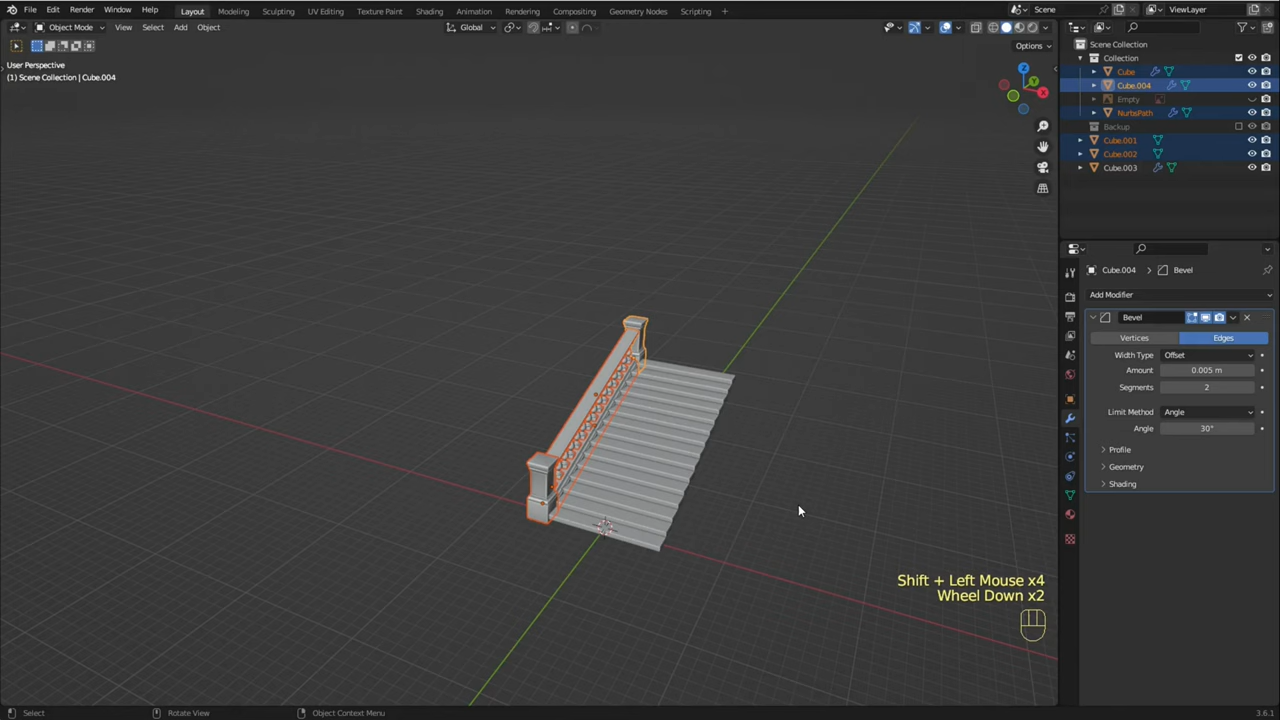 File Edit Render Window Help Layout Modeling Sculpting UV Editing Texture Paint Shading Animation Rendering Compositing Geometry Nodes Scripting + Scene ViewLayer
Object Mode View Select Add Object Global
Options
User Perspective
(1) Scene Collection | Cube.004
Z
Y
X
Scene Collection
Collection
Cube
Cube.004
Empty
NurbsPath
Backup
Cube.001
Cube.002
Cube.003
Cube.004 > Bevel
Add Modifier
Bevel
Vertices Edges
Width Type Offset
Amount 0.005 m
Segments 2
Limit Method Angle
Angle 30°
Profile
Geometry
Shading
Shift + Left Mouse x4
Wheel Down x2
Select Rotate View Object Context Menu 3.6.1